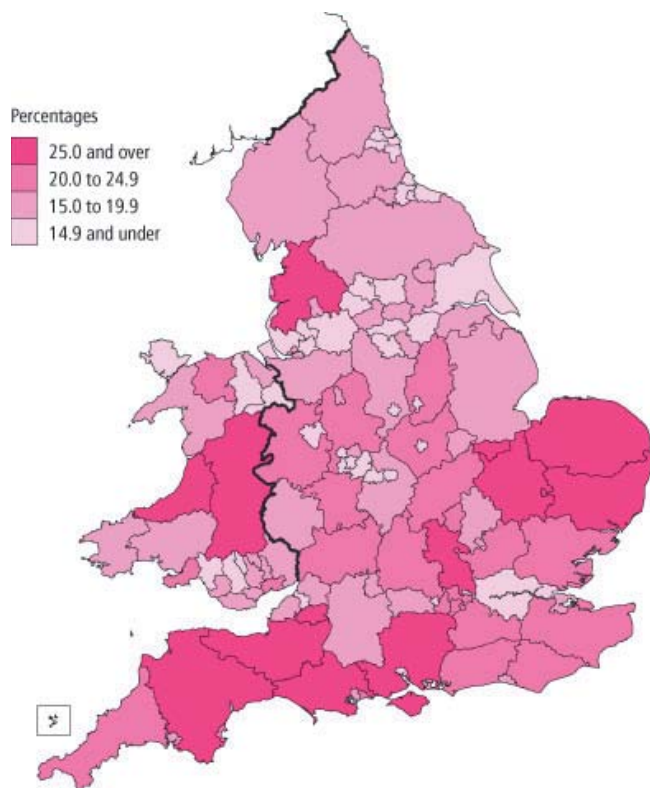 Percentages
25.0 and over
20.0 to 24.9
15.0 to 19.9
14.9 and under